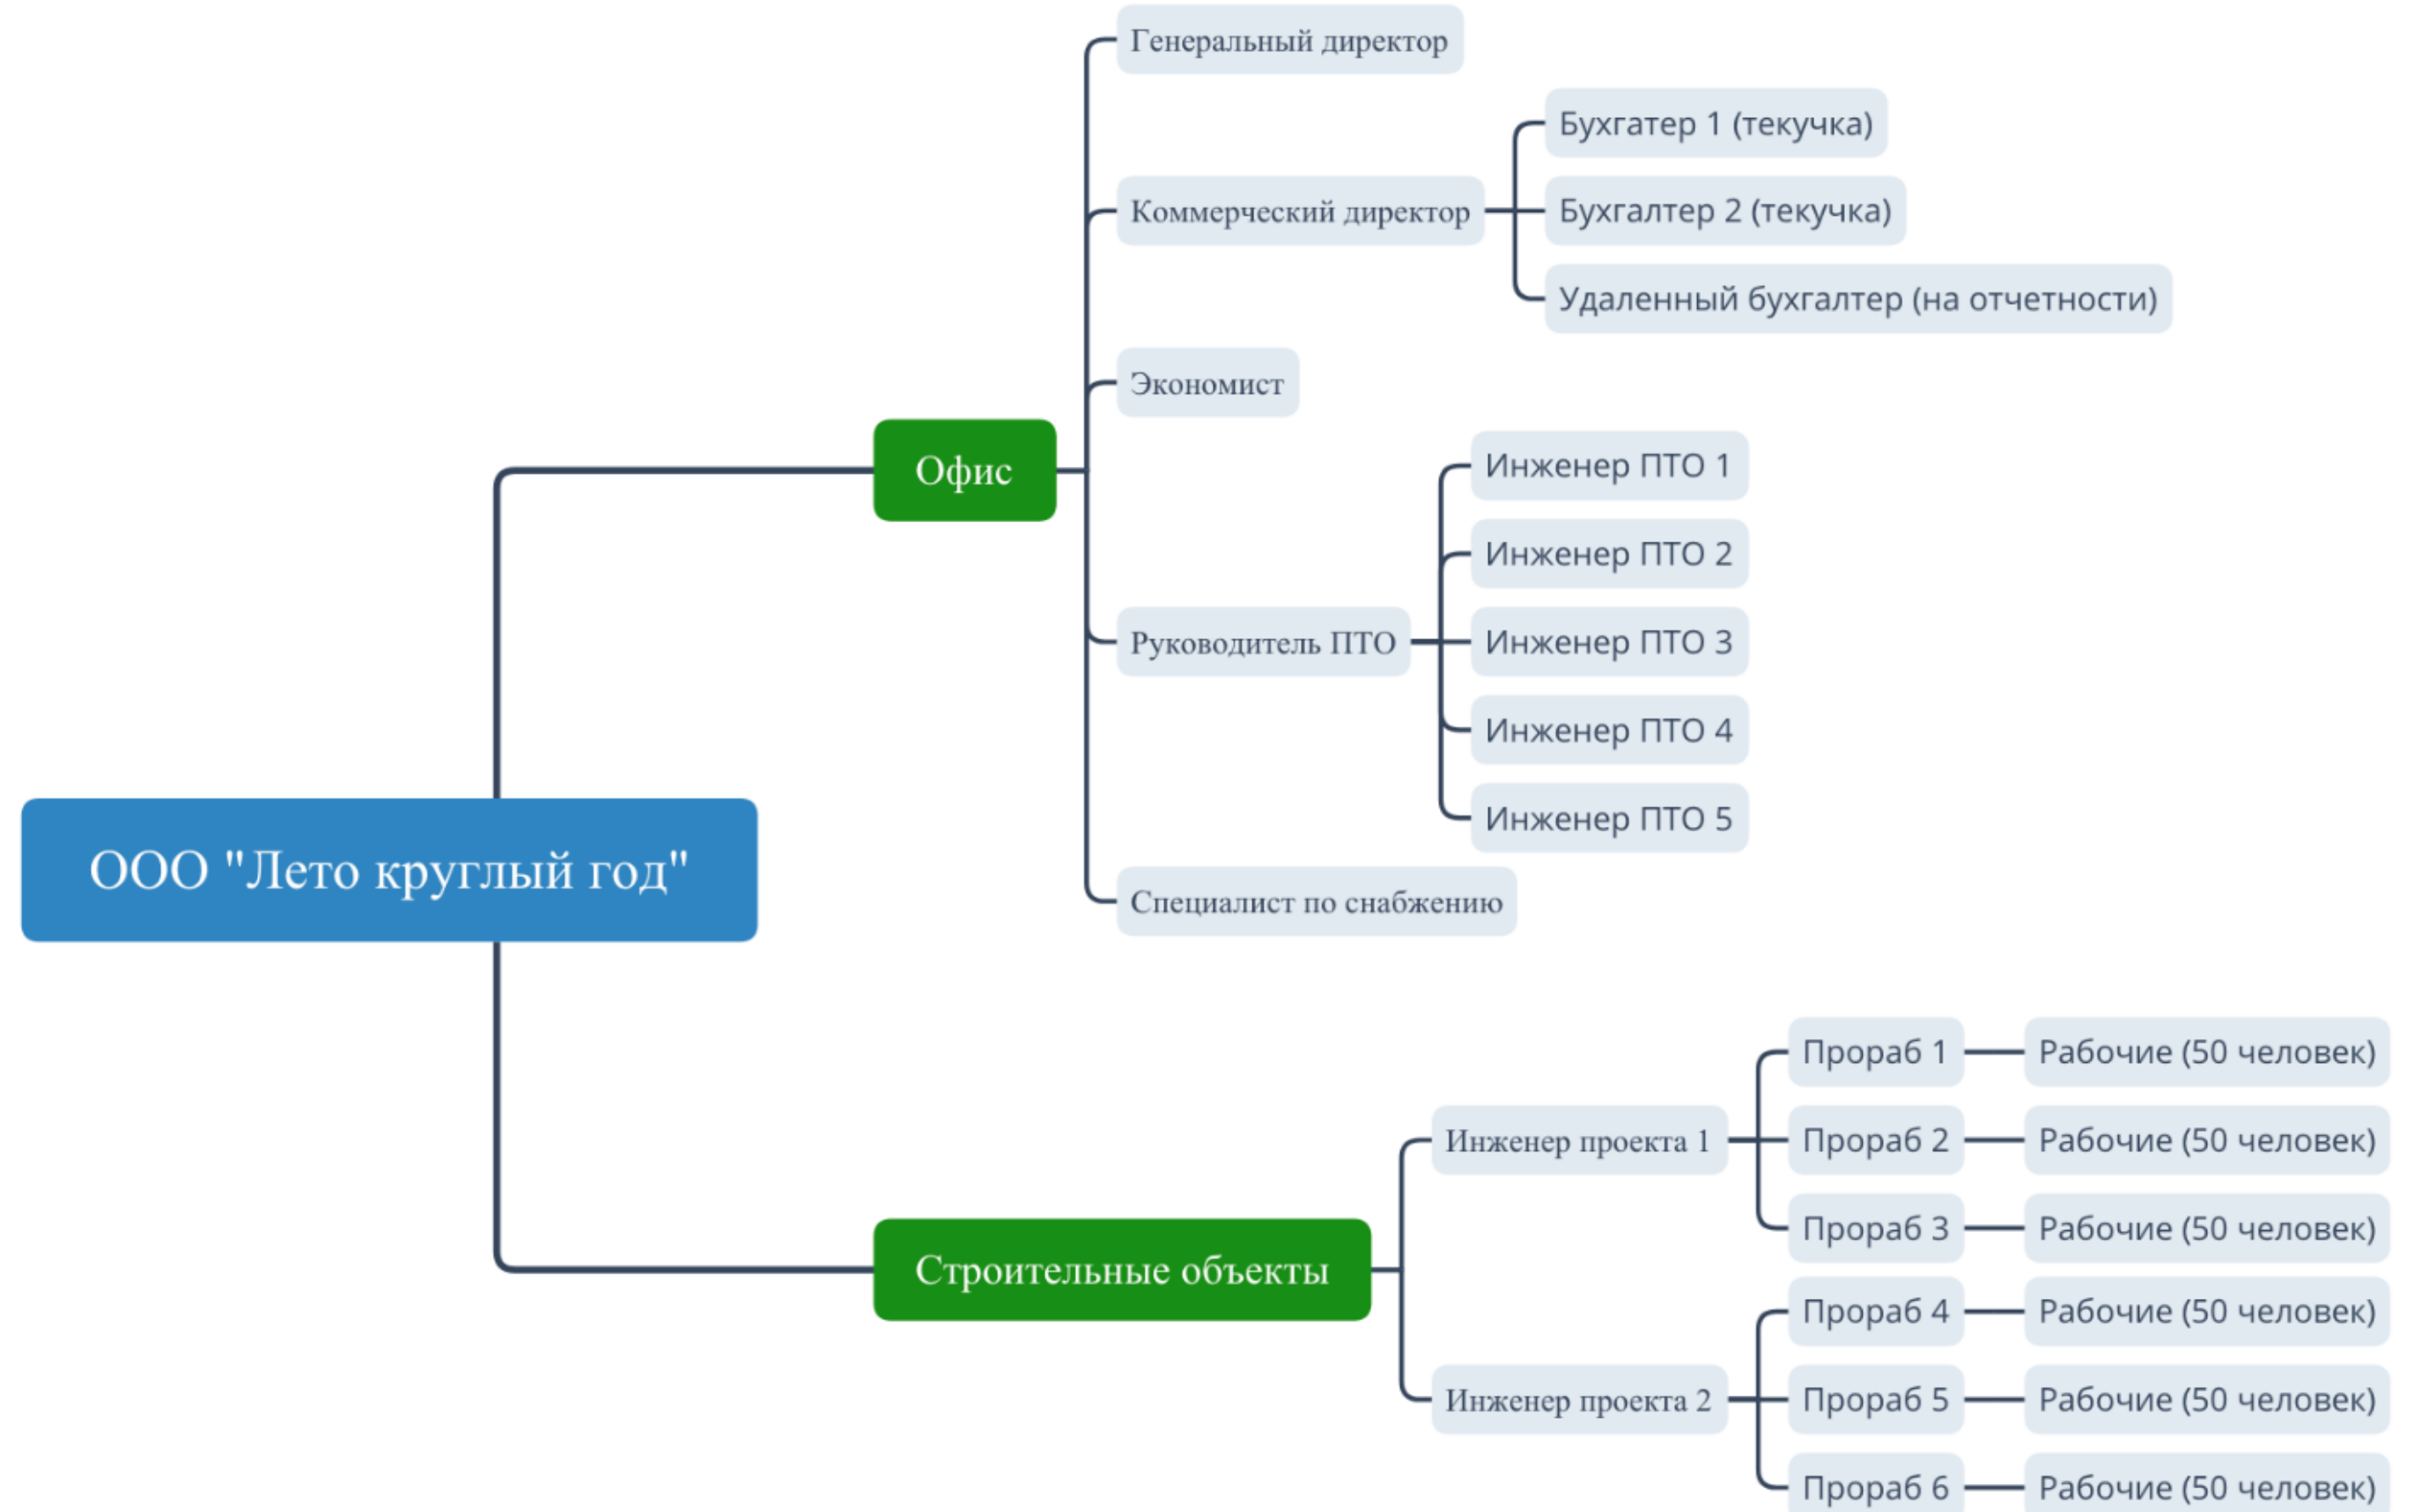 Генеральный директор
Бухгатер 1 (текучка)
Коммерческий директор
Бухгалтер 2 (текучка)
Удаленный бухгалтер (на отчетности)
Экономист
Офис
Инженер ПТО 1
Инженер ПТО 2
Руководитель ПТО
Инженер ПТО 3
Инженер ПТО 4
Инженер ПТО 5
ООО "Лето круглый год"
Специалист по снабжению
Прораб 1
Рабочие (50 человек)
Инженер проекта 1
Прораб 2
Рабочие (50 человек)
Прораб 3
Рабочие (50 человек)
Строительные объекты
Прораб 4
Рабочие (50 человек)
Инженер проекта 2
Прораб 5
Рабочие (50 человек)
Прораб 6
Рабочие (50 человек)